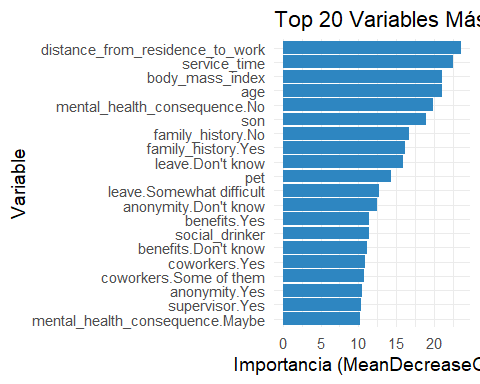 Top 20 Variables Más
distance_from_residence_to_work
service_time
body_mass_index
age
mental_health_consequence.No
son
family_history.No
family_history.Yes
leave.Don't know
pet
leave.Somewhat difficult
anonymity.Don't know
benefits.Yes
social_drinker
benefits.Don't know
coworkers.Yes
coworkers.Some of them
anonymity.Yes
supervisor.Yes
mental_health_consequence.Maybe
Variable
0 5 10 15 20
Importancia (MeanDecreaseG